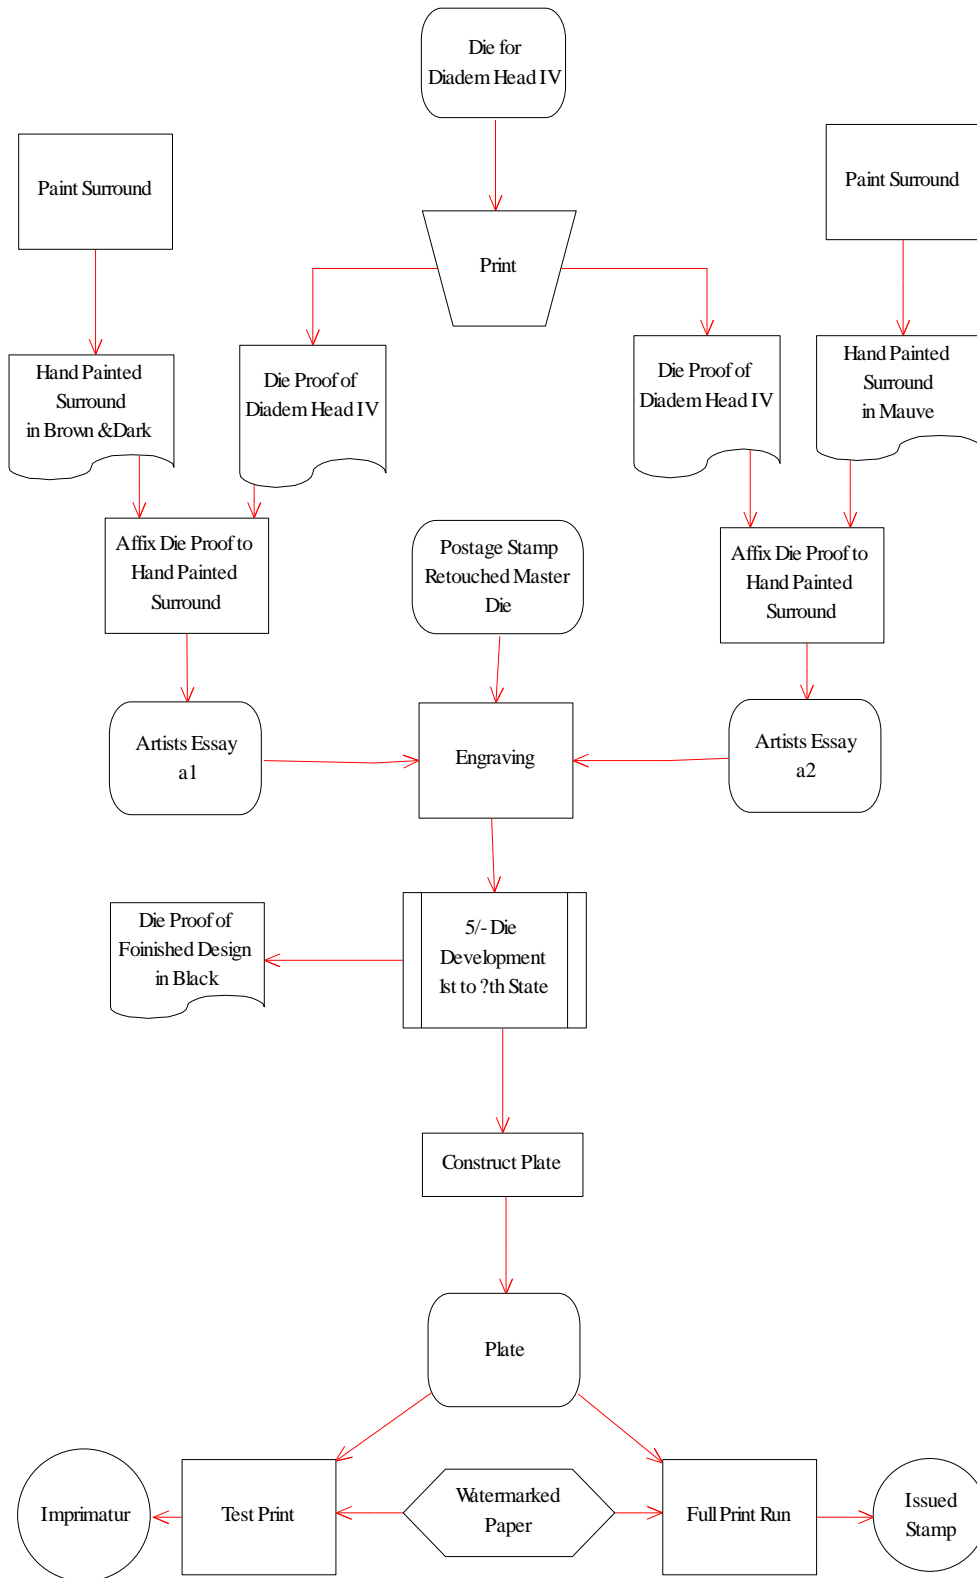 Die for
Diadem Head IV
Paint Surround
Paint Surround
Print
Hand Painted
Surround
in Brown &Dark
Die Proof of
Diadem Head IV
Die Proof of
Diadem Head IV
Hand Painted
Surround
in Mauve
Affix Die Proof to
Hand Painted
Surround
Postage Stamp
Retouched Master
Die
Affix Die Proof to
Hand Painted
Surround
Artists Essay
a1
Engraving
Artists Essay
a2
Die Proof of
Foinished Design
in Black
5/- Die
Development
1st to ?th State
Construct Plate
Plate
Imprimatur
Test Print
Watermarked
Paper
Full Print Run
Issued
Stamp